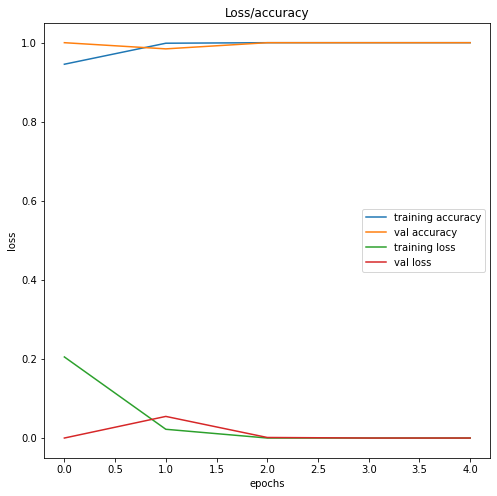 Loss/accuracy
1.0
0.8
0.6
0.4
0.2
0.0
loss
training accuracy
val accuracy
training loss
val loss
0.0 0.5 1.0 1.5 2.0 2.5 3.0 3.5 4.0
epochs